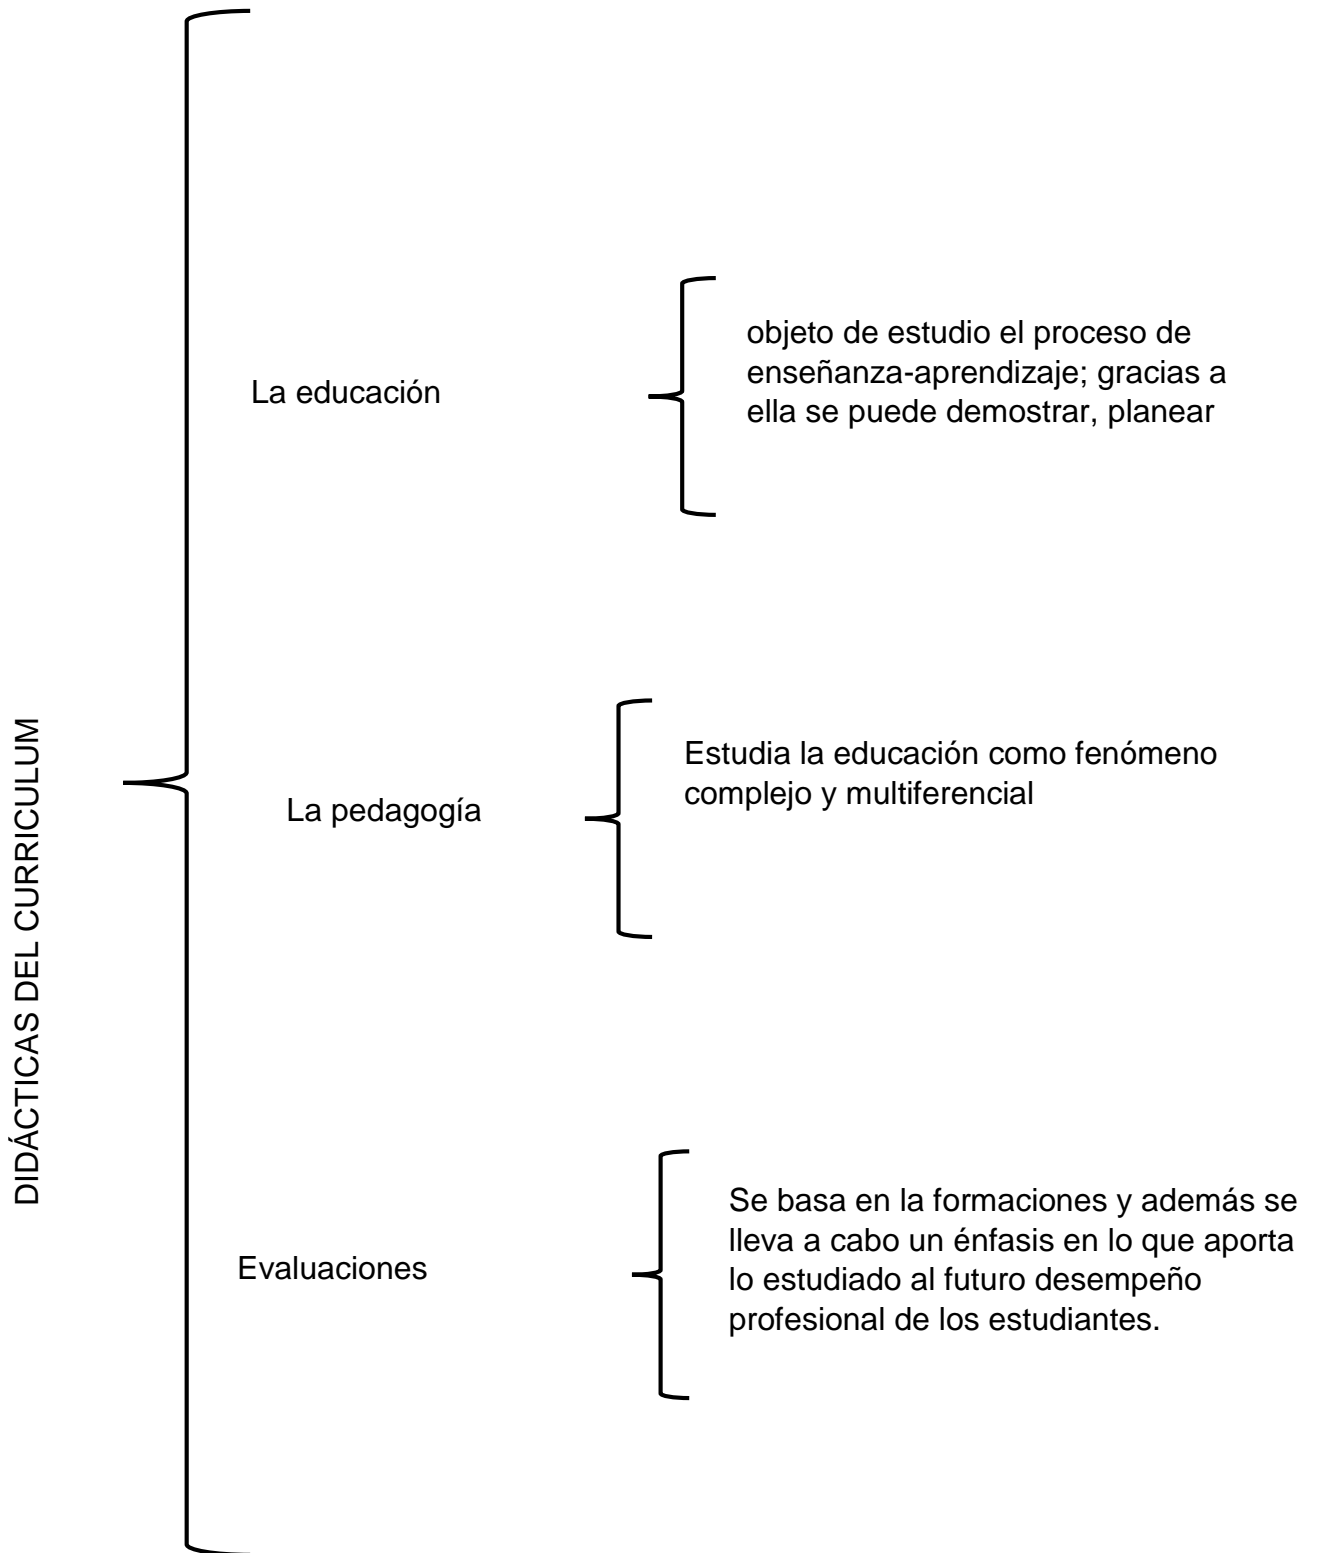 DIDÁCTICAS DEL CURRICULUM
La educación
objeto de estudio el proceso de
enseñanza-aprendizaje; gracias a
ella se puede demostrar, planear
La pedagogía
Estudia la educación como fenómeno
complejo y multiferencial
Evaluaciones
Se basa en la formaciones y además se
lleva a cabo un énfasis en lo que aporta
lo estudiado al futuro desempeño
profesional de los estudiantes.